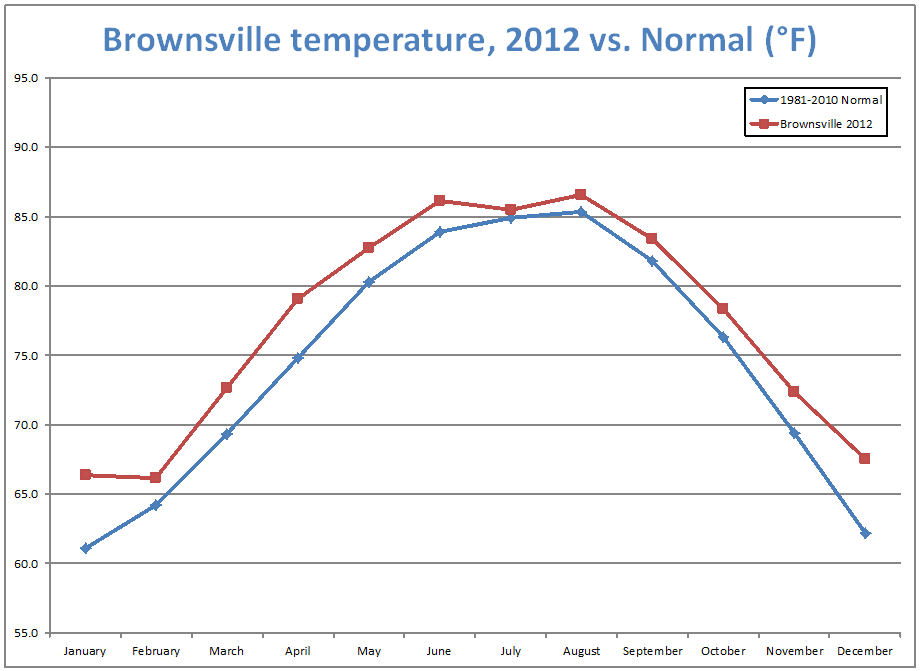 Brownsville temperature, 2012 vs. Normal (°F)
95.0
1981-2010 Normal
Brownsville 2012
90.0
85.0
80.0
75.0
70.0
65.0
60.0
55.0
January February March April May June July August September October November December